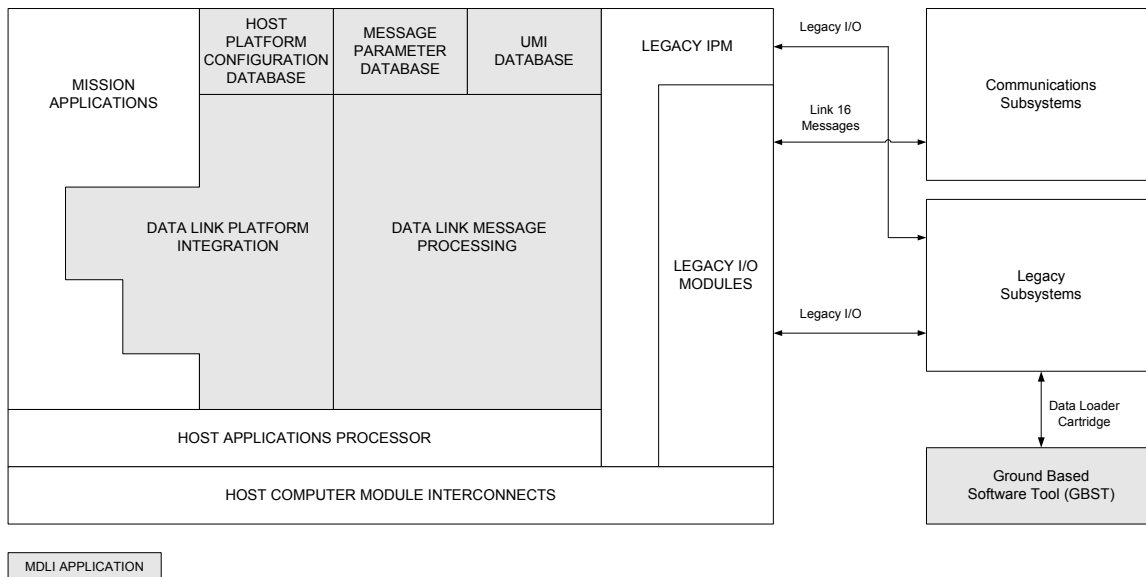 HOST
PLATFORM
CONFIGURATION
DATABASE
MESSAGE
PARAMETER
DATABASE
UMI
DATABASE
LEGACY IPM
MISSION
APPLICATIONS
DATA LINK PLATFORM
INTEGRATION
DATA LINK MESSAGE
PROCESSING
LEGACY I/O
MODULES
HOST APPLICATIONS PROCESSOR
HOST COMPUTER MODULE INTERCONNECTS
Legacy I/O
Link 16
Messages
Legacy I/O
Communications
Subsystems
Legacy
Subsystems
Data Loader
Cartridge
Ground Based
Software Tool (GBST)
MDLI APPLICATION